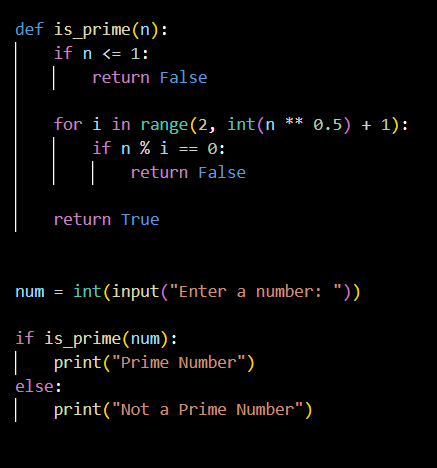 def is_prime(n):
    if n <= 1:
        return False

    for i in range(2, int(n ** 0.5) + 1):
        if n % i == 0:
            return False

    return True


num = int(input("Enter a number: "))

if is_prime(num):
    print("Prime Number")
else:
    print("Not a Prime Number")